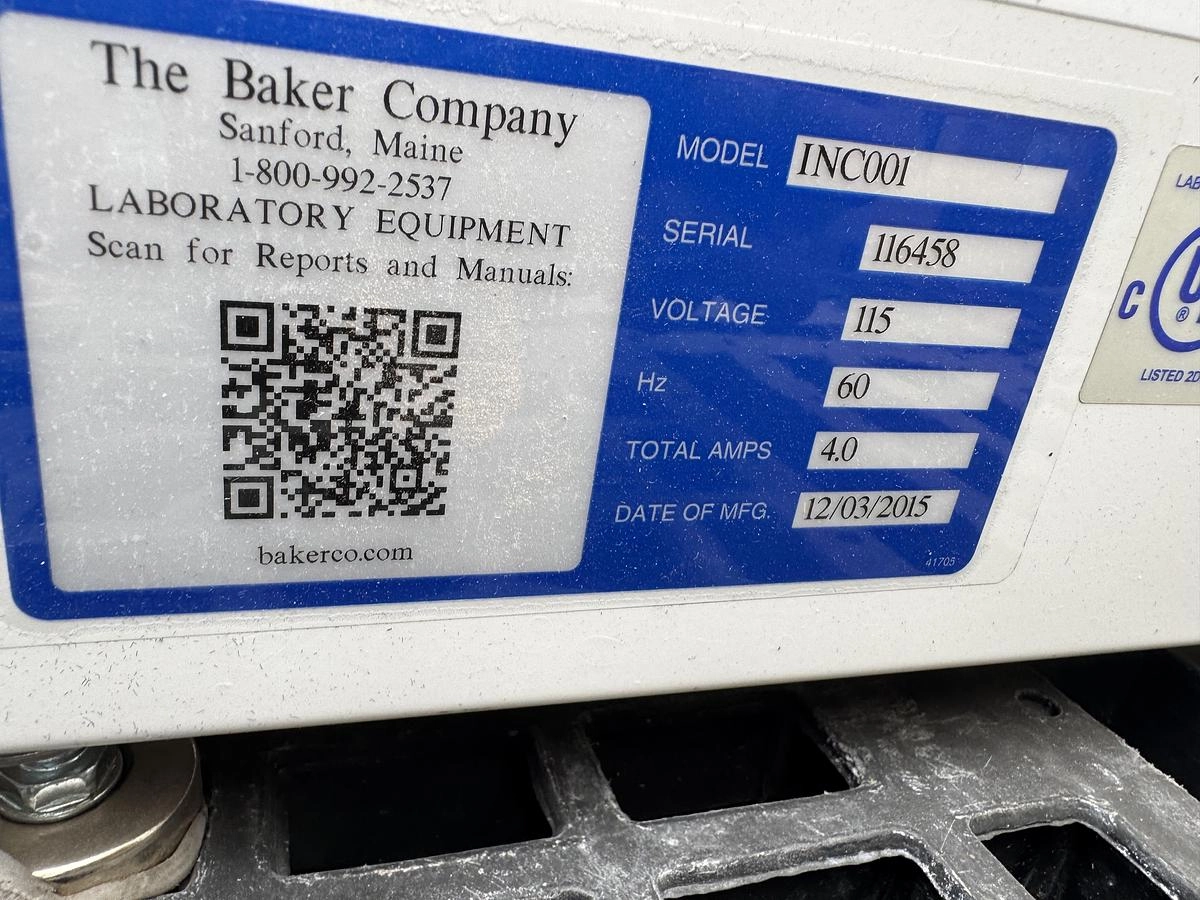 The Baker Company
Sanford, Maine
1-800-992-2537
LABORATORY EQUIPMENT
Scan for Reports and Manuals:
bakerco.com
MODEL INC001
SERIAL 116458
VOLTAGE 115
Hz 60
TOTAL AMPS 4.0
DATE OF MFG. 12/03/2015
41705
LAB
C U
®
LISTED 2D